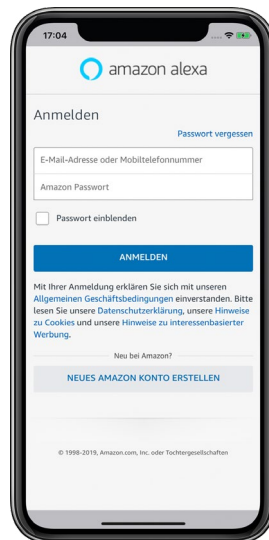 17:04
amazon alexa
Anmelden
Passwort vergessen
E-Mail-Adresse oder Mobiltelefonnummer
Amazon Passwort
Passwort einblenden
ANMELDEN
Mit Ihrer Anmeldung erklären Sie sich mit unseren
Allgemeinen Geschäftsbedingungen einverstanden. Bitte
lesen Sie unsere Datenschutzerklärung, unsere Hinweise
zu Cookies und unsere Hinweise zu interessenbasierter
Werbung.
Neu bei Amazon?
NEUES AMAZON KONTO ERSTELLEN
© 1998-2019, Amazon.com, Inc. oder Tochtergesellschaften